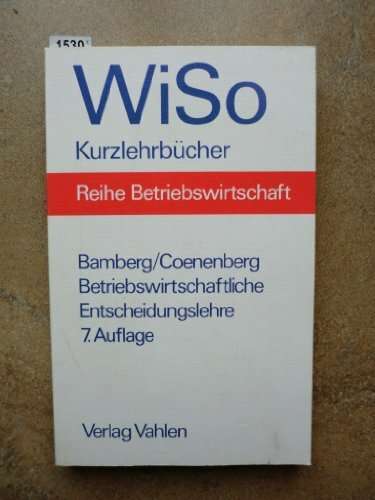 1530
WiSo
Kurzlehrbücher
Reihe Betriebswirtschaft
Bamberg/Coenenberg
Betriebswirtschaftliche
Entscheidungslehre
7. Auflage
Verlag Vahlen